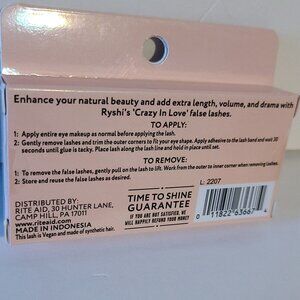 Enhance your natural beauty and add extra length, volume, and drama with
Ryshi's 'Crazy In Love' false lashes.
TO APPLY:
1: Apply entire eye makeup as normal before applying the lash.
2: Gently remove lashes and trim the outer corners to fit your eye shape. Apply adhesive to the lash band and wait 30
seconds until glue is tacky. Place lash along the lash line and hold in place until set.
TO REMOVE:
1: To remove the false lashes, gently pull on the lash to lift. Work from the outer to inner corner when removing lashes.
2: Store and reuse the false lashes as desired.
L: 2207
DISTRIBUTED BY:
RITE AID, 30 HUNTER LANE,
CAMP HILL, PA 17011
www.riteaid.com
MADE IN INDONESIA
This lash is Vegan and made of synthetic hair.
TIME TO SHINE
GUARANTEE
IF YOU ARE NOT SATISFIED, WE
WILL HAPPILY REFUND YOUR MONEY
0 11822 63667 4